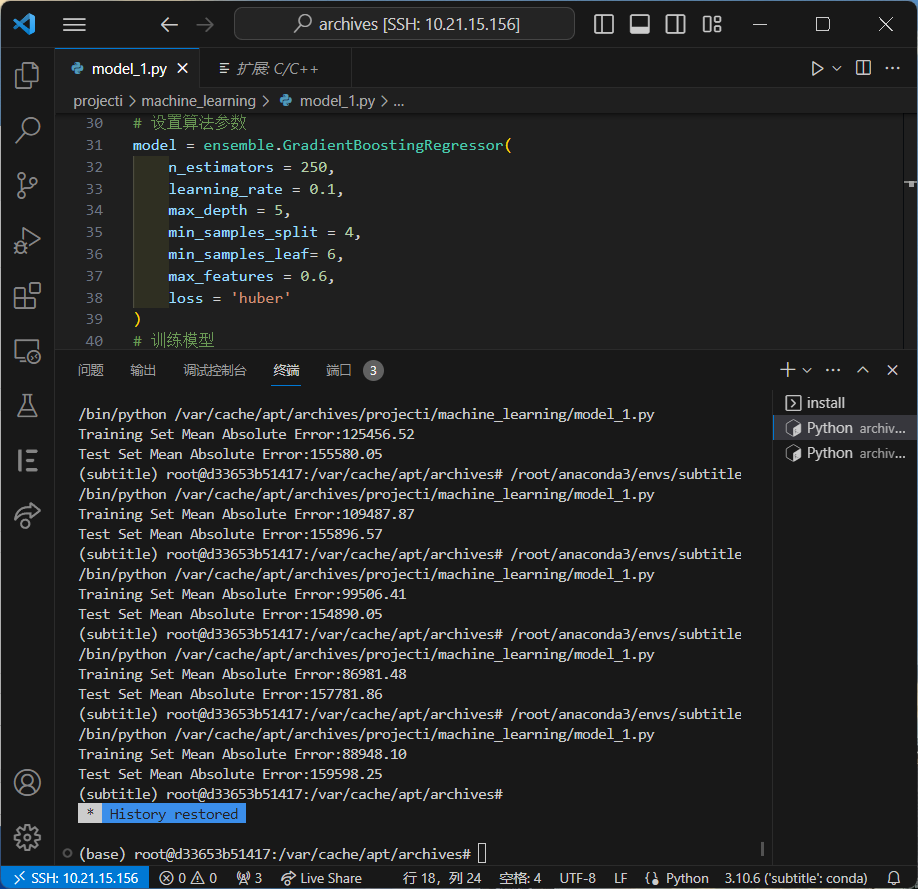 archives [SSH: 10.21.15.156]
model_1.py
扩展: C/C++
projecti > machine_learning > model_1.py > ...
30 # 设置算法参数
31 model = ensemble.GradientBoostingRegressor(
32 n_estimators = 250,
33 learning_rate = 0.1,
34 max_depth = 5,
35 min_samples_split = 4,
36 min_samples_leaf= 6,
37 max_features = 0.6,
38 loss = 'huber'
39 )
40 # 训练模型
问题 输出 调试控制台 终端 端口 3
/bin/python /var/cache/apt/archives/projecti/machine_learning/model_1.py
Training Set Mean Absolute Error:125456.52
Test Set Mean Absolute Error:155580.05
(subtitle) root@d33653b51417:/var/cache/apt/archives# /root/anaconda3/envs/subtitle
/bin/python /var/cache/apt/archives/projecti/machine_learning/model_1.py
Training Set Mean Absolute Error:109487.87
Test Set Mean Absolute Error:155896.57
(subtitle) root@d33653b51417:/var/cache/apt/archives# /root/anaconda3/envs/subtitle
/bin/python /var/cache/apt/archives/projecti/machine_learning/model_1.py
Training Set Mean Absolute Error:99506.41
Test Set Mean Absolute Error:154890.05
(subtitle) root@d33653b51417:/var/cache/apt/archives# /root/anaconda3/envs/subtitle
/bin/python /var/cache/apt/archives/projecti/machine_learning/model_1.py
Training Set Mean Absolute Error:86981.48
Test Set Mean Absolute Error:157781.86
(subtitle) root@d33653b51417:/var/cache/apt/archives# /root/anaconda3/envs/subtitle
/bin/python /var/cache/apt/archives/projecti/machine_learning/model_1.py
Training Set Mean Absolute Error:88948.10
Test Set Mean Absolute Error:159598.25
(subtitle) root@d33653b51417:/var/cache/apt/archives#
* History restored
(base) root@d33653b51417:/var/cache/apt/archives#
install
Python archiv...
Python archiv...
SSH: 10.21.15.156 0 0 3 Live Share 行 18，列 24 空格: 4 UTF-8 LF Python 3.10.6 ('subtitle': conda)